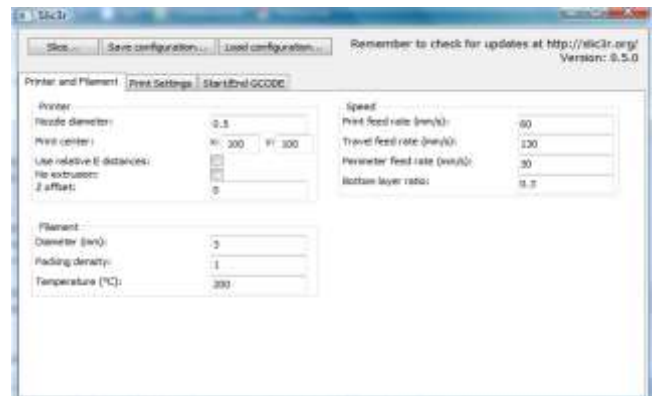 Slic3r
Slice... Save configuration... Load configuration...
Remember to check for updates at http://slic3r.org/
Version: 0.5.0
Printer and Filament Print Settings Start/End GCODE
Printer
Nozzle diameter: 0.5
Print center: X: 100 Y: 100
Use relative E distances:
No extrusion:
Z offset: 0
Filament
Diameter (mm): 3
Packing density: 1
Temperature (°C): 200
Speed
Print feed rate (mm/s): 60
Travel feed rate (mm/s): 130
Perimeter feed rate (mm/s): 30
Bottom layer ratio: 0.3